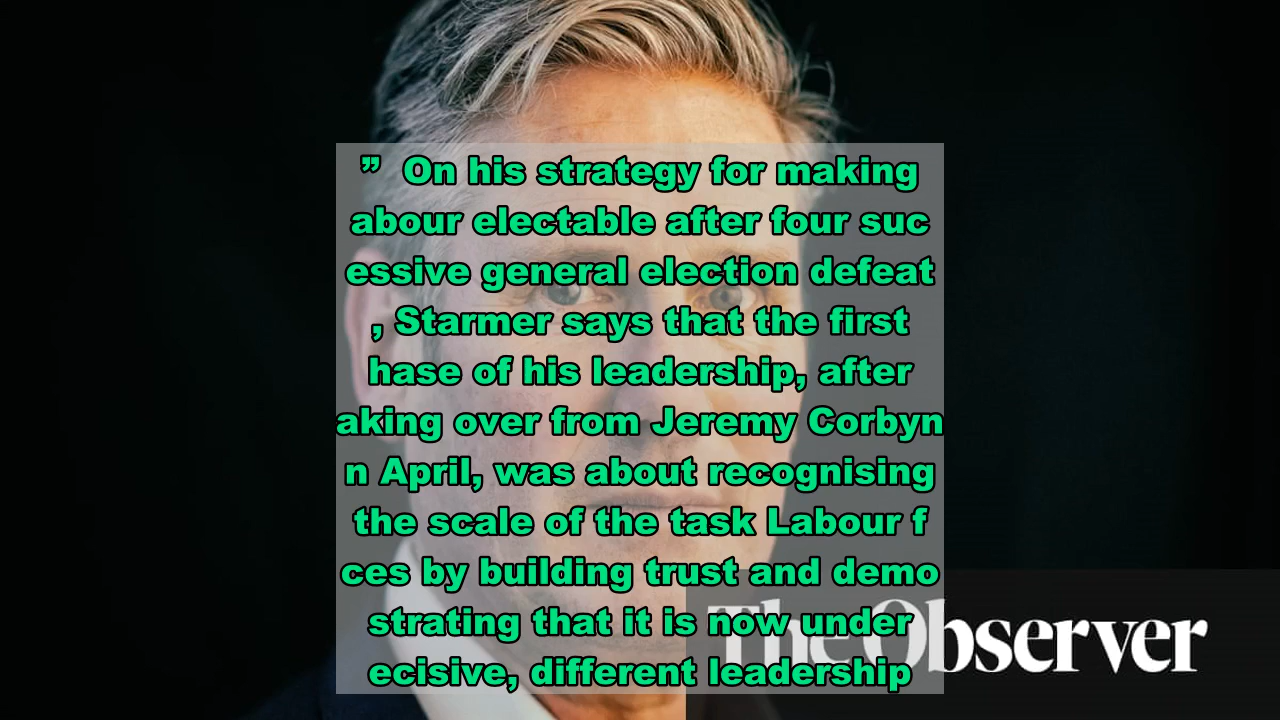 ” On his strategy for making
abour electable after four suc
essive general election defeat
, Starmer says that the first
hase of his leadership, after
aking over from Jeremy Corbyn
n April, was about recognising
the scale of the task Labour f
ces by building trust and demo
strating that it is now under
ecisive, different leadership
The Observer